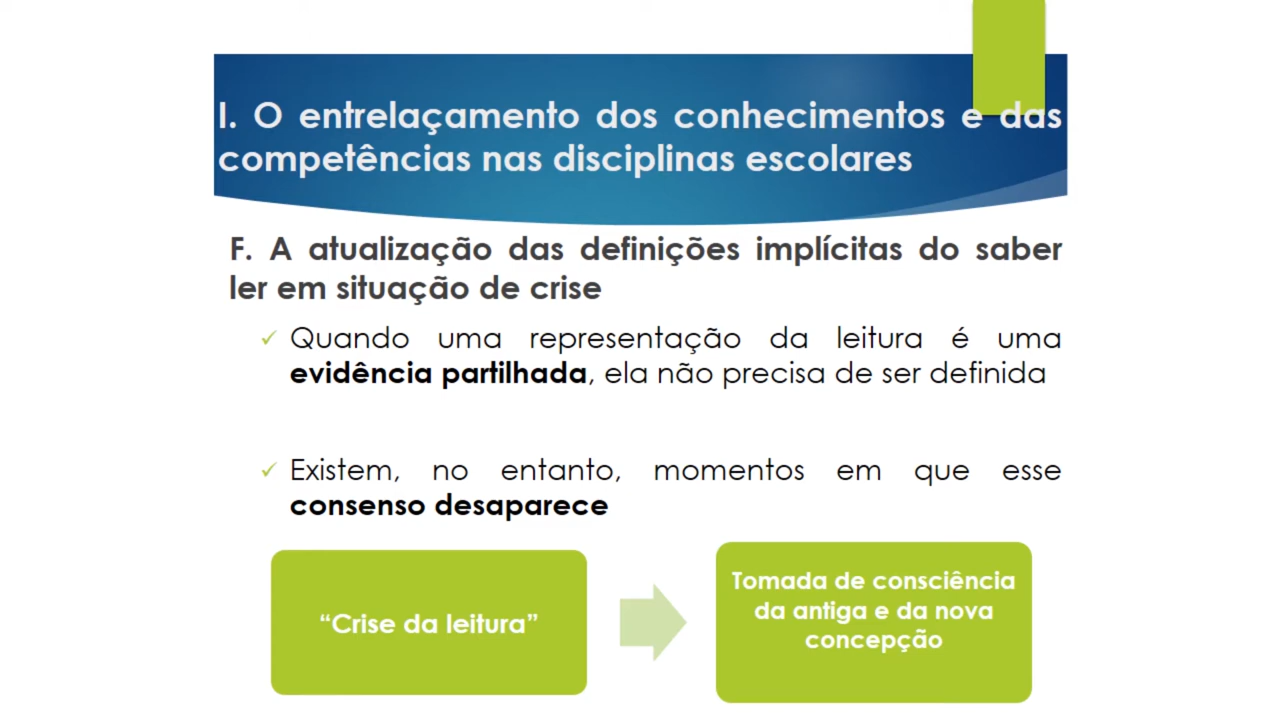 I. O entrelaçamento dos conhecimentos e das
competências nas disciplinas escolares
F. A atualização das definições implícitas do saber
ler em situação de crise
✓ Quando uma representação da leitura é uma
evidência partilhada, ela não precisa de ser definida
✓ Existem, no entanto, momentos em que esse
consenso desaparece
“Crise da leitura”
Tomada de consciência
da antiga e da nova
concepção